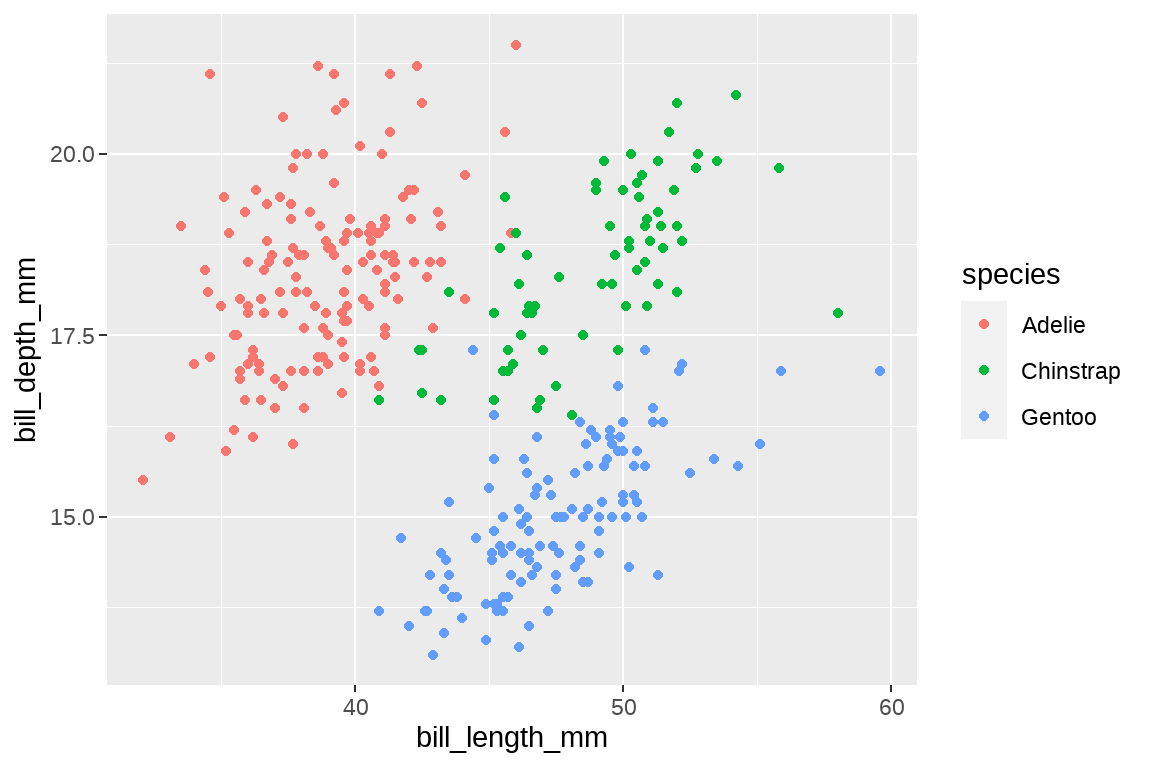 bill_depth_mm
20.0
17.5
15.0
40
50
60
bill_length_mm
species
Adelie
Chinstrap
Gentoo